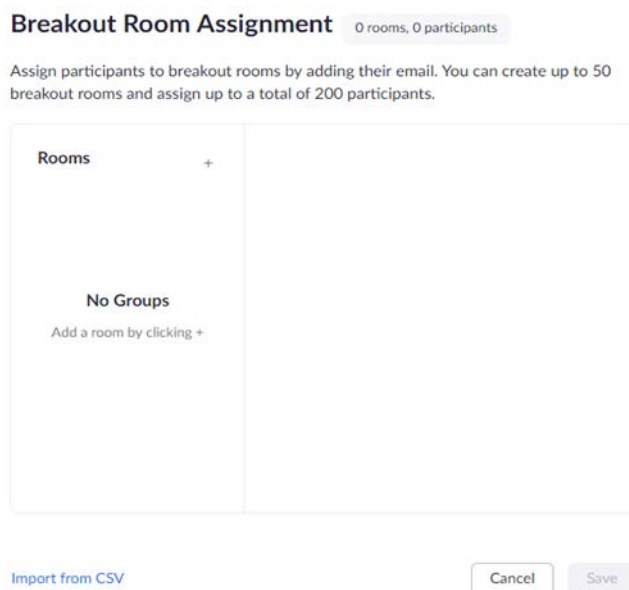 Breakout Room Assignment 0 rooms, 0 participants
Assign participants to breakout rooms by adding their email. You can create up to 50
breakout rooms and assign up to a total of 200 participants.
Rooms +
No Groups
Add a room by clicking +
Import from CSV Cancel Save